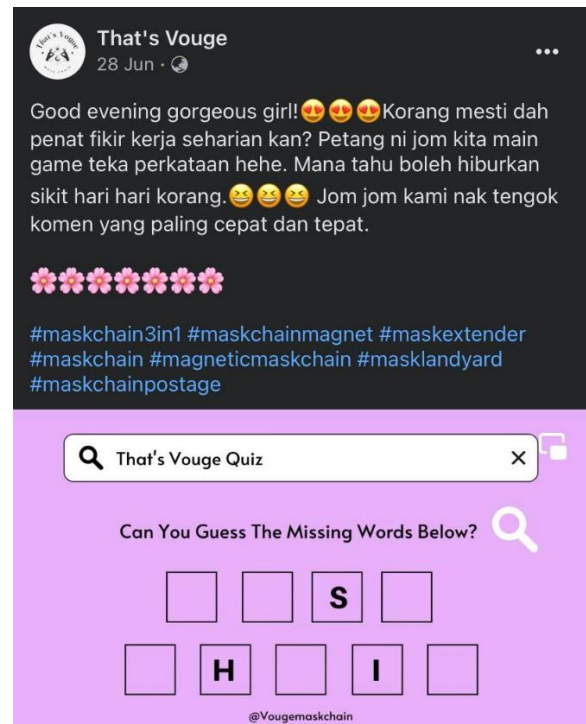 That's Vouge
28 Jun ·
Good evening gorgeous girl!😍😍😍Korang mesti dah
penat fikir kerja seharian kan? Petang ni jom kita main
game teka perkataan hehe. Mana tahu boleh hiburkan
sikit hari hari korang.😆😆😆 Jom jom kami nak tengok
komen yang paling cepat dan tepat.
🌸🌸🌸🌸🌸🌸🌸
#maskchain3in1 #maskchainmagnet #maskextender
#maskchain #magneticmaskchain #masklandyard
#maskchainpostage
That's Vouge Quiz
Can You Guess The Missing Words Below?
S
H I
@Vougemaskchain